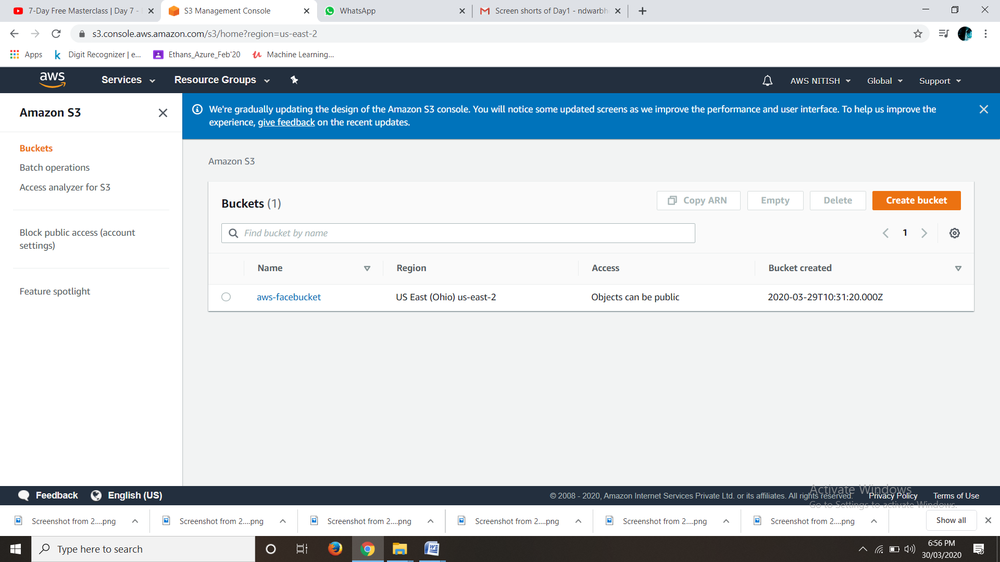 7-Day Free Masterclass | Day 7 -
S3 Management Console
WhatsApp
Screen shorts of Day1 - ndwarbh
s3.console.aws.amazon.com/s3/home?region=us-east-2
Apps
Digit Recognizer | e...
Ethans_Azure_Feb'20
Machine Learning...
aws
Services
Resource Groups
AWS NITISH
Global
Support
Amazon S3
We're gradually updating the design of the Amazon S3 console. You will notice some updated screens as we improve the performance and user interface. To help us improve the
experience, give feedback on the recent updates.
Buckets
Batch operations
Access analyzer for S3
Block public access (account
settings)
Feature spotlight
Amazon S3
Buckets (1)
Copy ARN
Empty
Delete
Create bucket
Find bucket by name
1
Name
Region
Access
Bucket created
aws-facebucket
US East (Ohio) us-east-2
Objects can be public
2020-03-29T10:31:20.000Z
Activate Windows
Go to Settings to activate Windows.
Feedback
English (US)
© 2008 - 2020, Amazon Internet Services Private Ltd. or its affiliates. All rights reserved.
Privacy Policy
Terms of Use
Screenshot from 2....png
Screenshot from 2....png
Screenshot from 2....png
Screenshot from 2....png
Screenshot from 2....png
Screenshot from 2....png
Show all
Type here to search
6:56 PM
30/03/2020